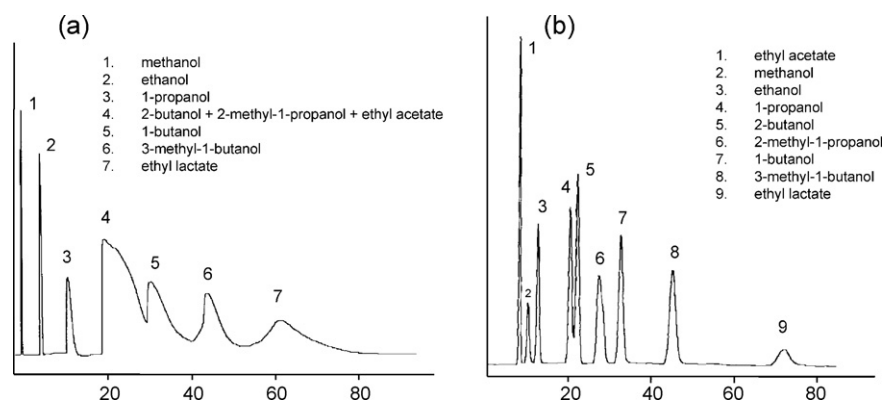 (a)
1. methanol
2. ethanol
3. 1-propanol
4. 2-butanol + 2-methyl-1-propanol + ethyl acetate
5. 1-butanol
6. 3-methyl-1-butanol
7. ethyl lactate
1
2
3
4
5
6
7
20 40 60 80
(b)
1. ethyl acetate
2. methanol
3. ethanol
4. 1-propanol
5. 2-butanol
6. 2-methyl-1-propanol
7. 1-butanol
8. 3-methyl-1-butanol
9. ethyl lactate
1
2
3
4
5
6
7
8
9
20 40 60 80